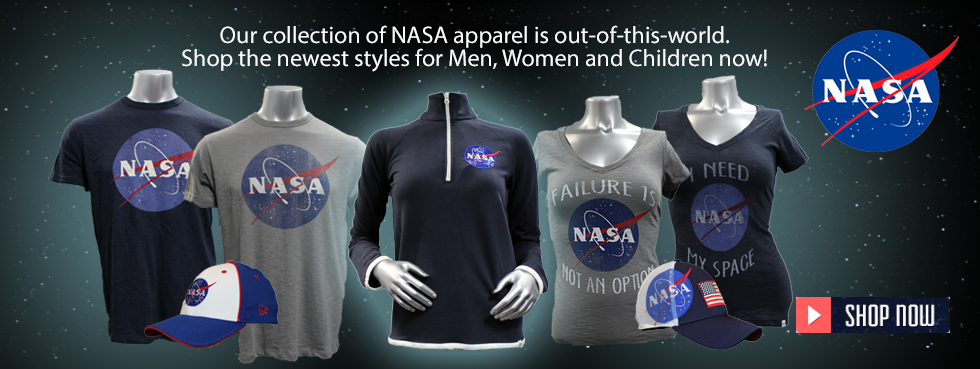 Our collection of NASA apparel is out-of-this-world.
Shop the newest styles for Men, Women and Children now!
NASA
NASA
NASA
NASA
FAILURE IS
NASA
NOT AN OPTION
I NEED
NASA
MY SPACE
NASA
NASA
SHOP NOW